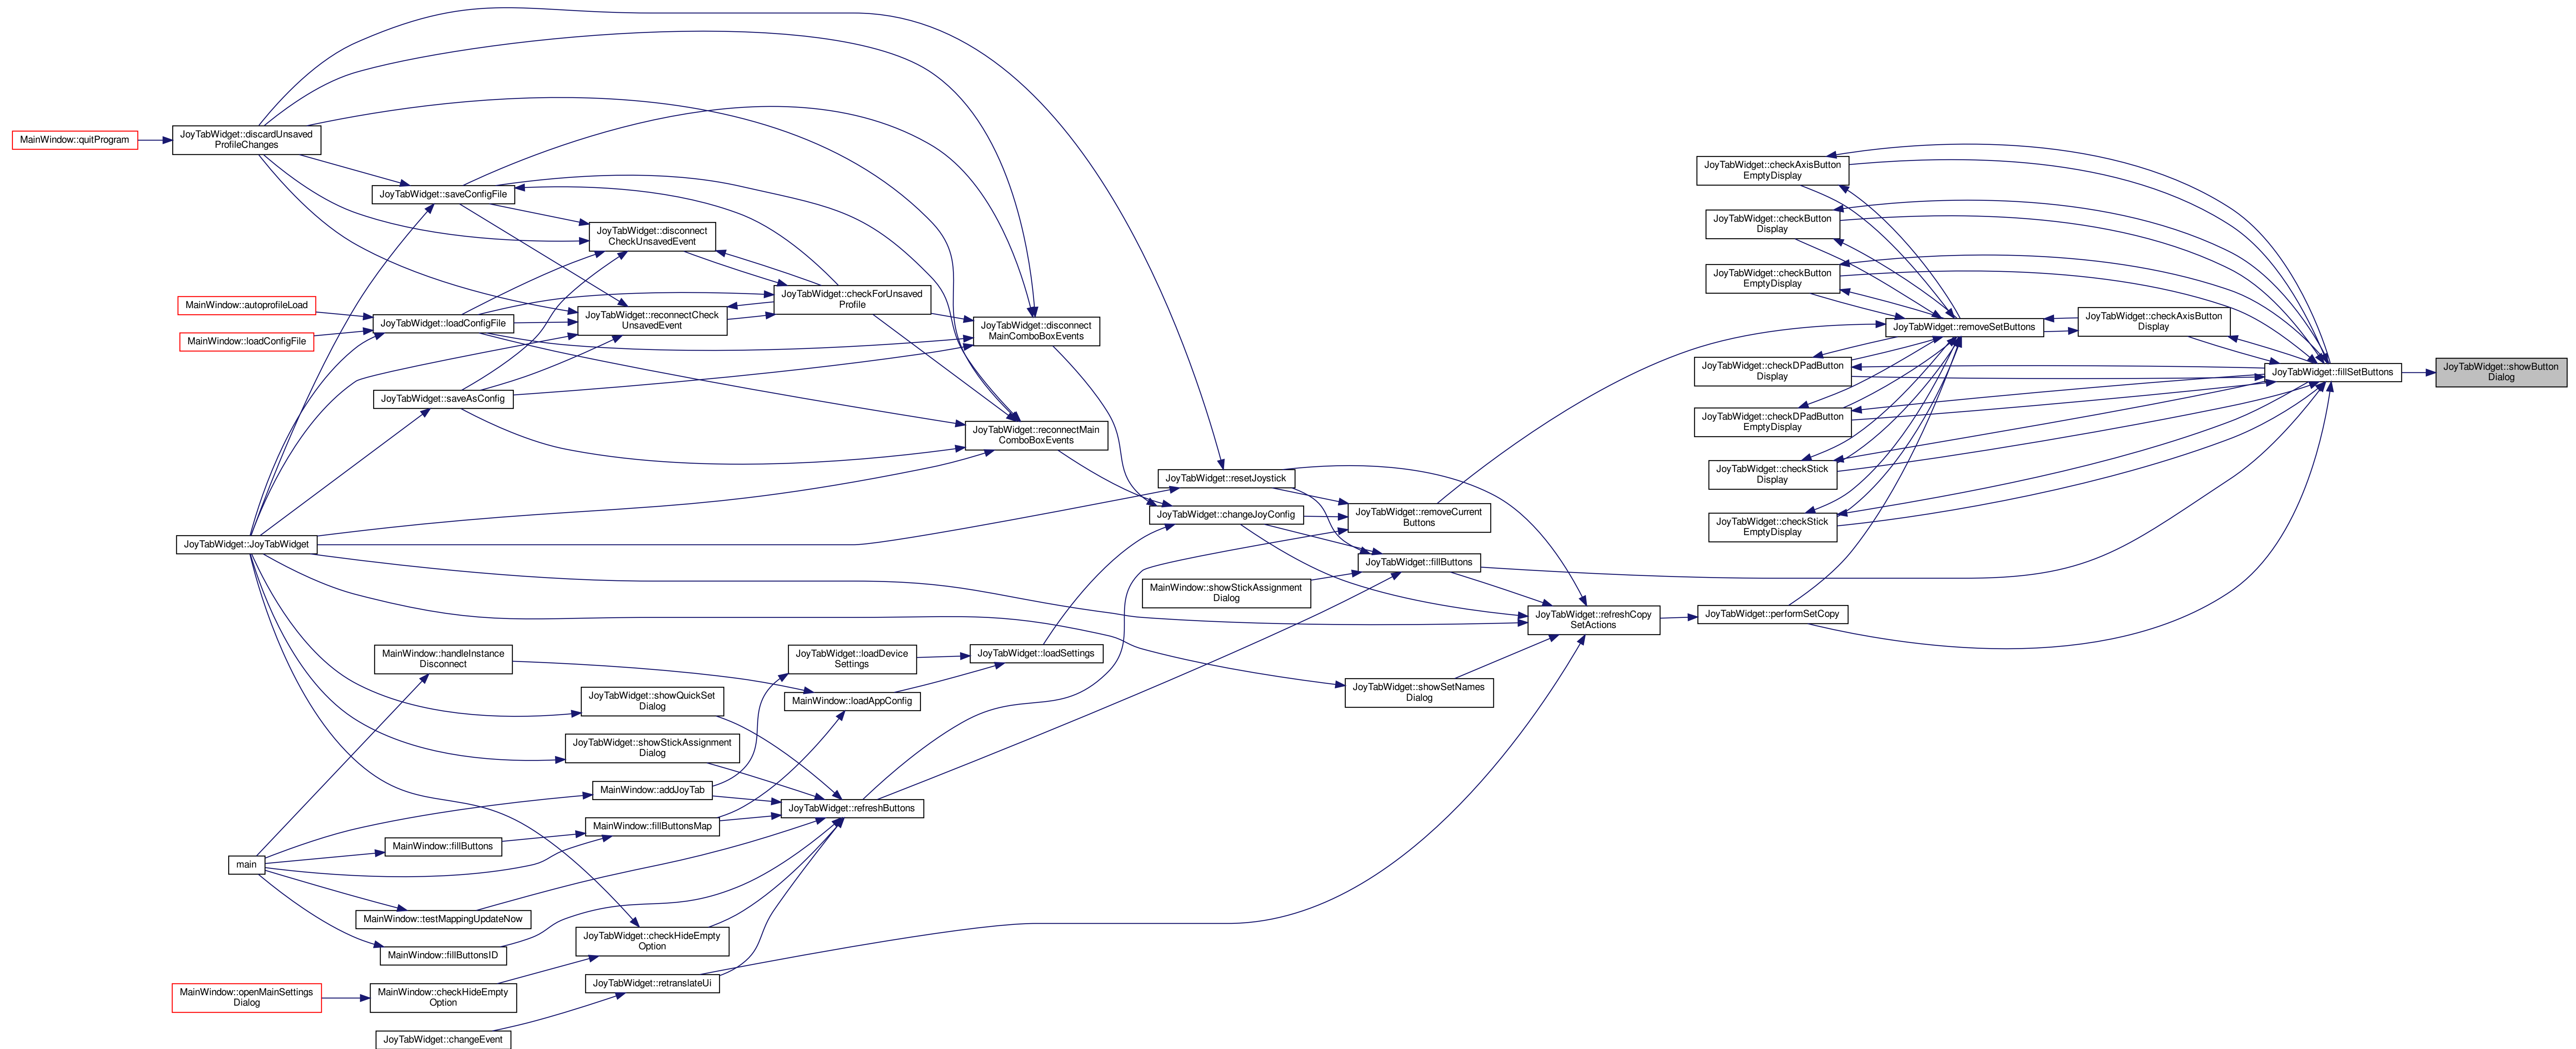 MainWindow::quitProgram
JoyTabWidget::discardUnsaved
ProfileChanges
JoyTabWidget::saveConfigFile
JoyTabWidget::disconnect
CheckUnsavedEvent
MainWindow::autoprofileLoad
MainWindow::loadConfigFile
JoyTabWidget::loadConfigFile
JoyTabWidget::reconnectCheck
UnsavedEvent
JoyTabWidget::checkForUnsaved
Profile
JoyTabWidget::disconnect
MainComboBoxEvents
JoyTabWidget::saveAsConfig
JoyTabWidget::reconnectMain
ComboBoxEvents
JoyTabWidget::resetJoystick
JoyTabWidget::changeJoyConfig
JoyTabWidget::removeCurrent
Buttons
JoyTabWidget::JoyTabWidget
JoyTabWidget::fillButtons
MainWindow::showStickAssignment
Dialog
JoyTabWidget::refreshCopy
SetActions
JoyTabWidget::performSetCopy
JoyTabWidget::checkAxisButton
EmptyDisplay
JoyTabWidget::checkButton
Display
JoyTabWidget::checkButton
EmptyDisplay
JoyTabWidget::removeSetButtons
JoyTabWidget::checkAxisButton
Display
JoyTabWidget::checkDPadButton
Display
JoyTabWidget::fillSetButtons
JoyTabWidget::showButton
Dialog
JoyTabWidget::checkDPadButton
EmptyDisplay
JoyTabWidget::checkStick
Display
JoyTabWidget::checkStick
EmptyDisplay
MainWindow::handleInstance
Disconnect
JoyTabWidget::loadDevice
Settings
JoyTabWidget::loadSettings
JoyTabWidget::showQuickSet
Dialog
MainWindow::loadAppConfig
JoyTabWidget::showSetNames
Dialog
JoyTabWidget::showStickAssignment
Dialog
MainWindow::addJoyTab
JoyTabWidget::refreshButtons
MainWindow::fillButtonsMap
MainWindow::fillButtons
main
MainWindow::testMappingUpdateNow
JoyTabWidget::checkHideEmpty
Option
MainWindow::fillButtonsID
JoyTabWidget::retranslateUi
MainWindow::openMainSettings
Dialog
MainWindow::checkHideEmpty
Option
JoyTabWidget::changeEvent